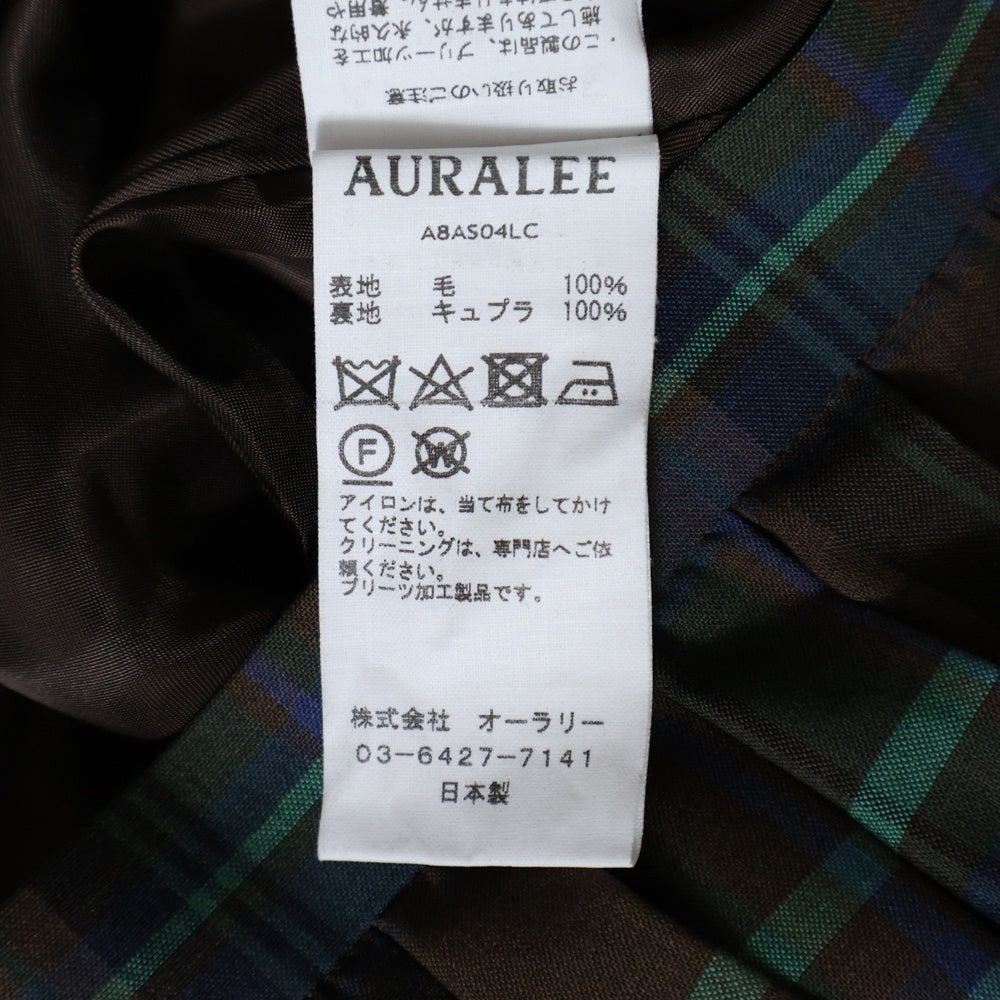 お取り扱いのご注意
・この製品は、プリーツ加工を
施してありますが、永久的な
AURALEE
A8AS04LC
表地 毛 100%
裏地 キュプラ 100%
F
W
アイロンは、当て布をしてかけ
てください。
クリーニングは、専門店へご依
頼ください。
プリーツ加工製品です。
株式会社 オーラリー
03-6427-7141
日本製